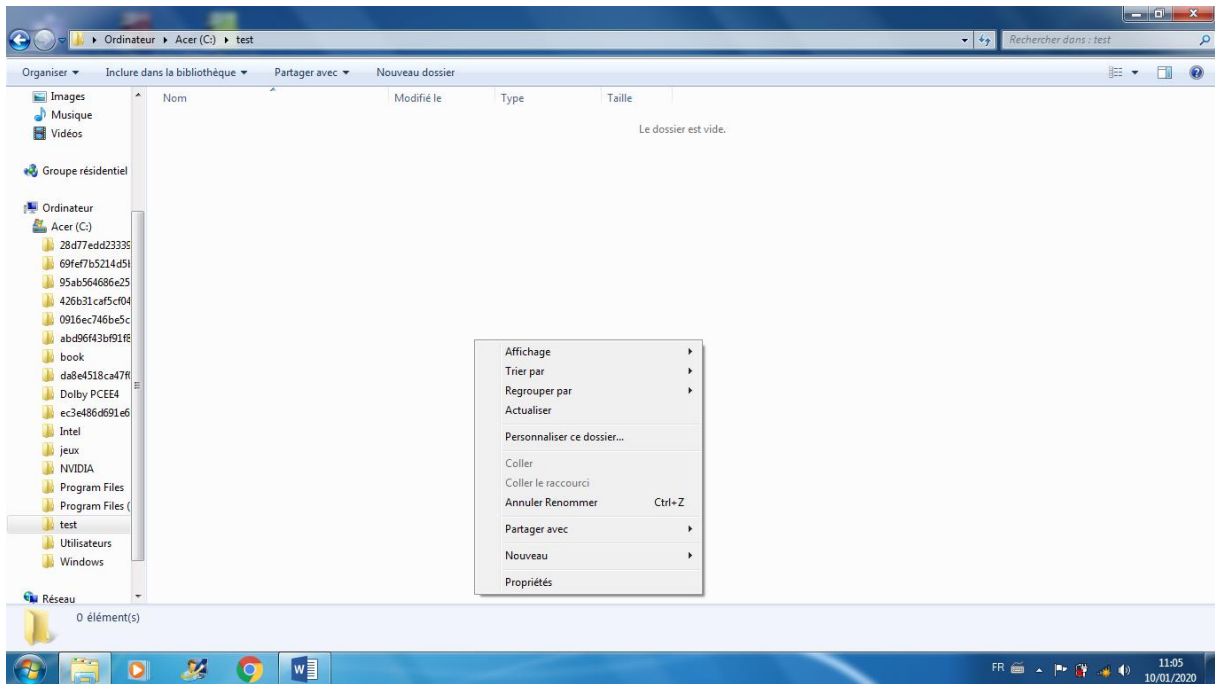 Ordinateur Acer (C:) test
Rechercher dans : test
Organiser Inclure dans la bibliothèque Partager avec Nouveau dossier
Nom Modifié le Type Taille
Le dossier est vide.
Images
Musique
Vidéos
Groupe résidentiel
Ordinateur
Acer (C:)
28d77edd23339
69fef7b5214d5
95ab564686e25
426b31caf5cf04
0916ec746be5c
abd96f43bf91f8
book
da8e4518ca47f
Dolby PCEE4
ec3e486d691e6
Intel
jeux
NVIDIA
Program Files
Program Files (
test
Utilisateurs
Windows
Réseau
Affichage
Trier par
Regrouper par
Actualiser
Personnaliser ce dossier...
Coller
Coller le raccourci
Annuler Renommer Ctrl+Z
Partager avec
Nouveau
Propriétés
0 élément(s)
FR
11:05
10/01/2020